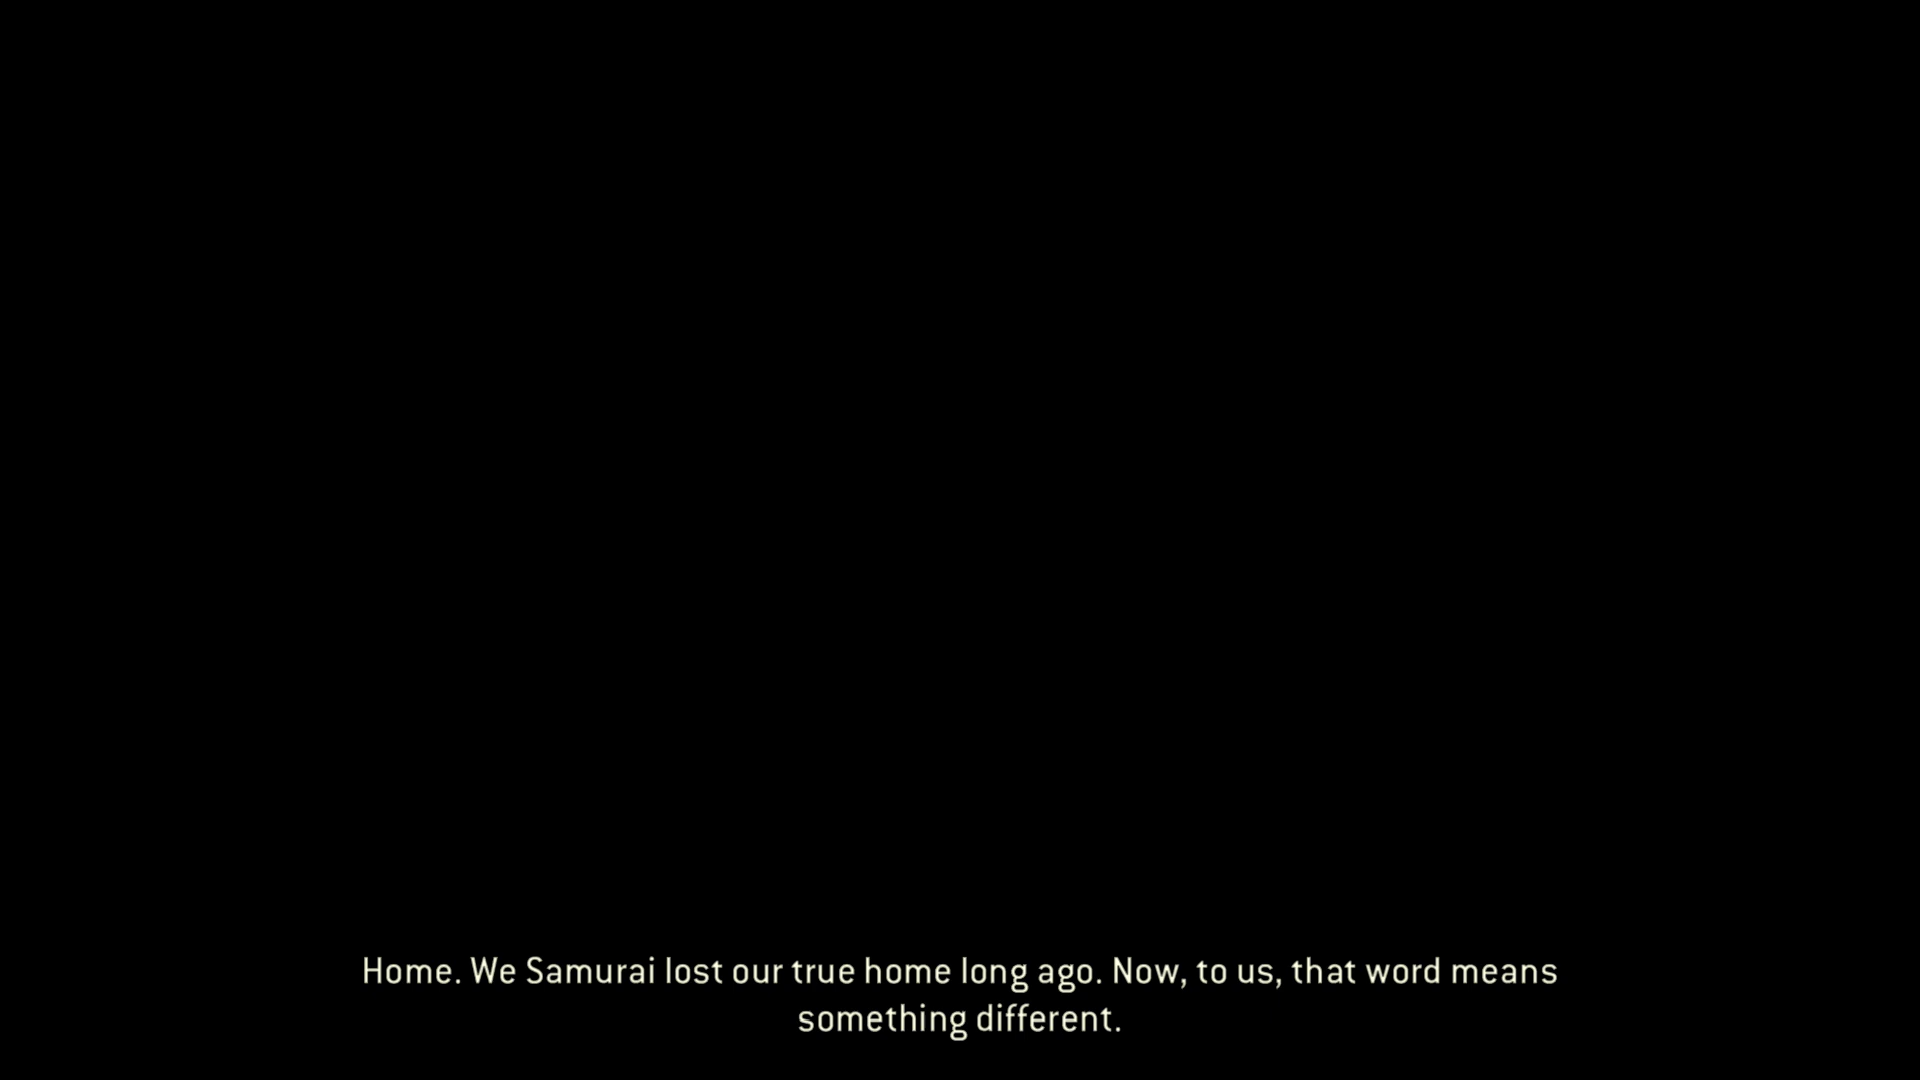 Home. We Samurai lost our true home long ago. Now, to us, that word means
something different.